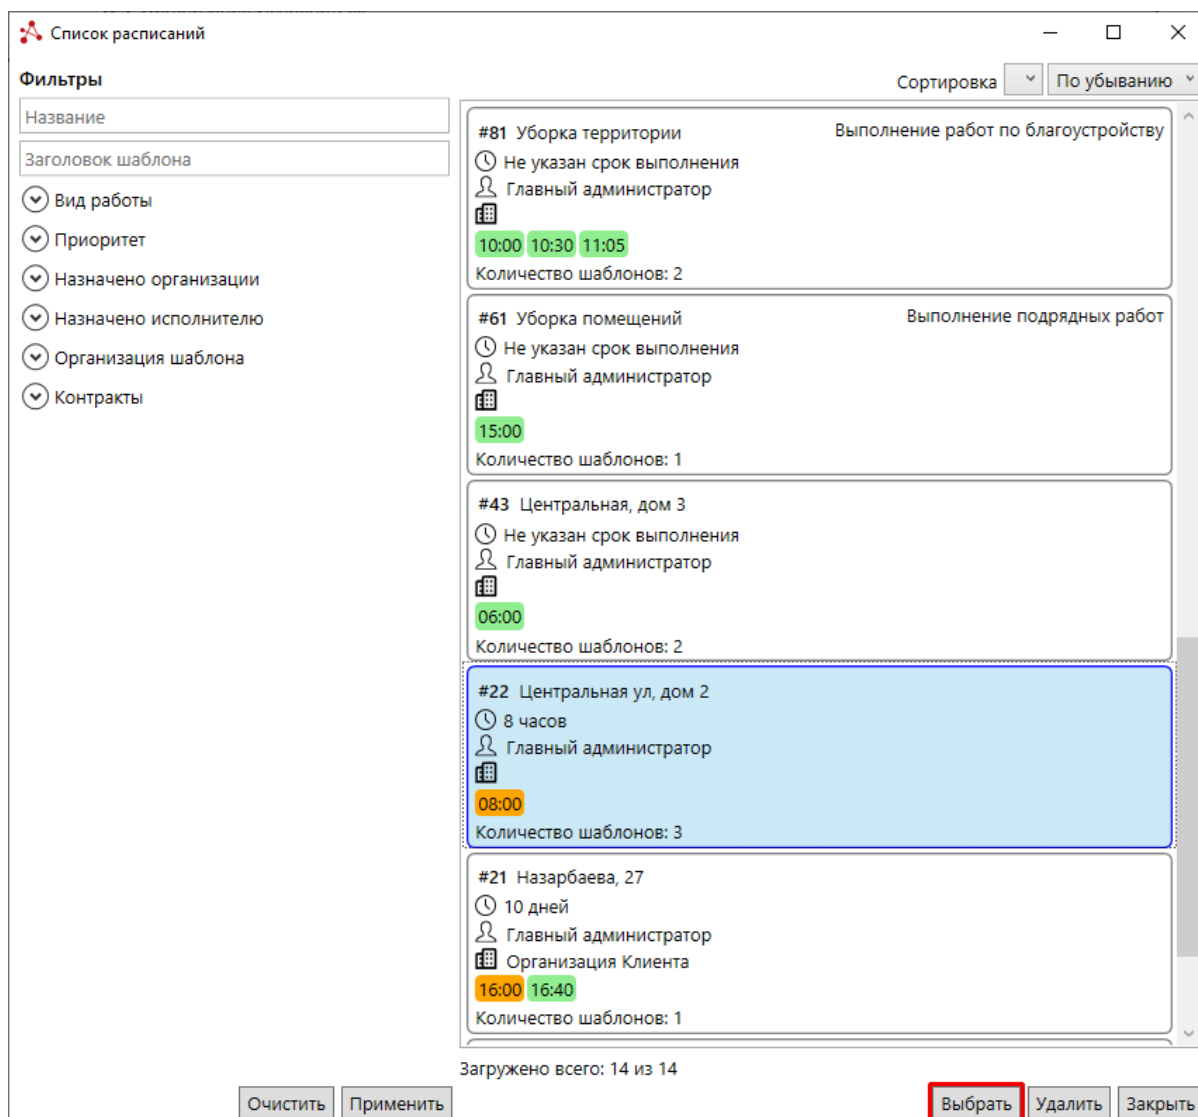 Список расписаний
Фильтры
Сортировка По убыванию
Название
Заголовок шаблона
Вид работы
Приоритет
Назначено организации
Назначено исполнителю
Организация шаблона
Контракты
#81 Уборка территории Выполнение работ по благоустройству
Не указан срок выполнения
Главный администратор
10:00 10:30 11:05
Количество шаблонов: 2
#61 Уборка помещений Выполнение подрядных работ
Не указан срок выполнения
Главный администратор
15:00
Количество шаблонов: 1
#43 Центральная, дом 3
Не указан срок выполнения
Главный администратор
06:00
Количество шаблонов: 2
#22 Центральная ул, дом 2
8 часов
Главный администратор
08:00
Количество шаблонов: 3
#21 Назарбаева, 27
10 дней
Главный администратор
Организация Клиента
16:00 16:40
Количество шаблонов: 1
Загружено всего: 14 из 14
Очистить Применить Выбрать Удалить Закрыть